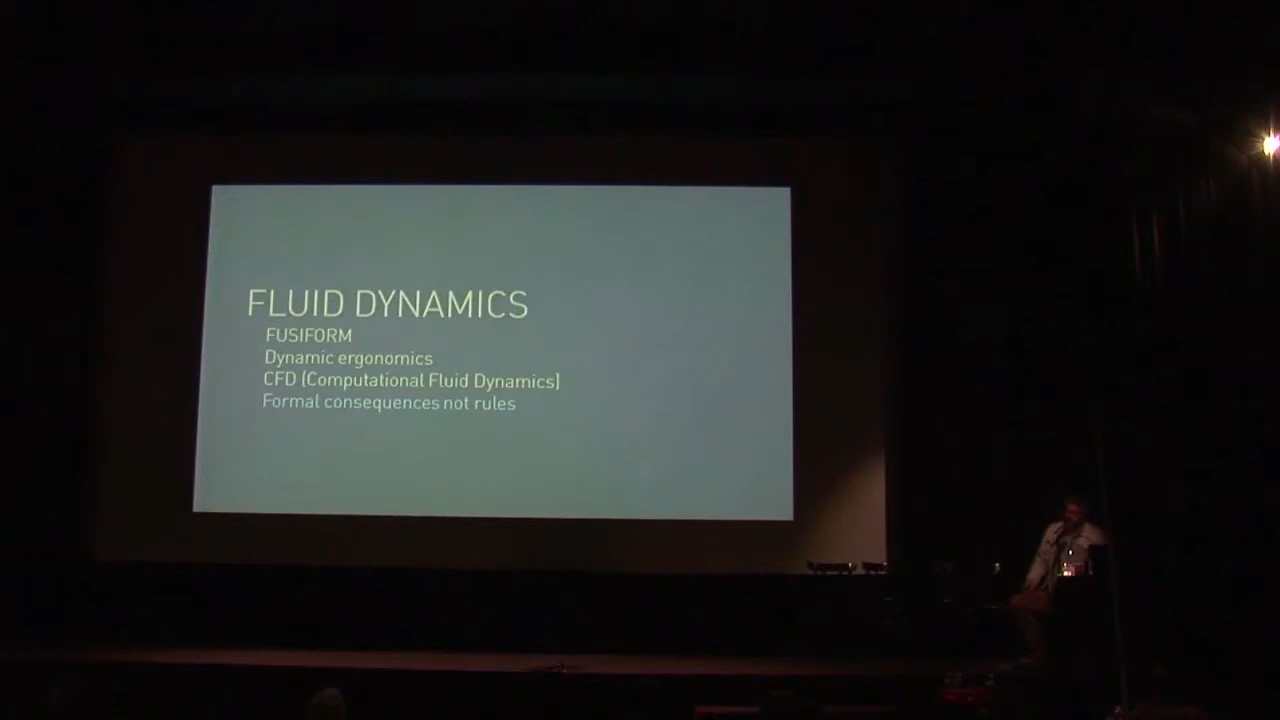 FLUID DYNAMICS
FUSIFORM
Dynamic ergonomics
CFD (Computational Fluid Dynamics)
Formal consequences not rules